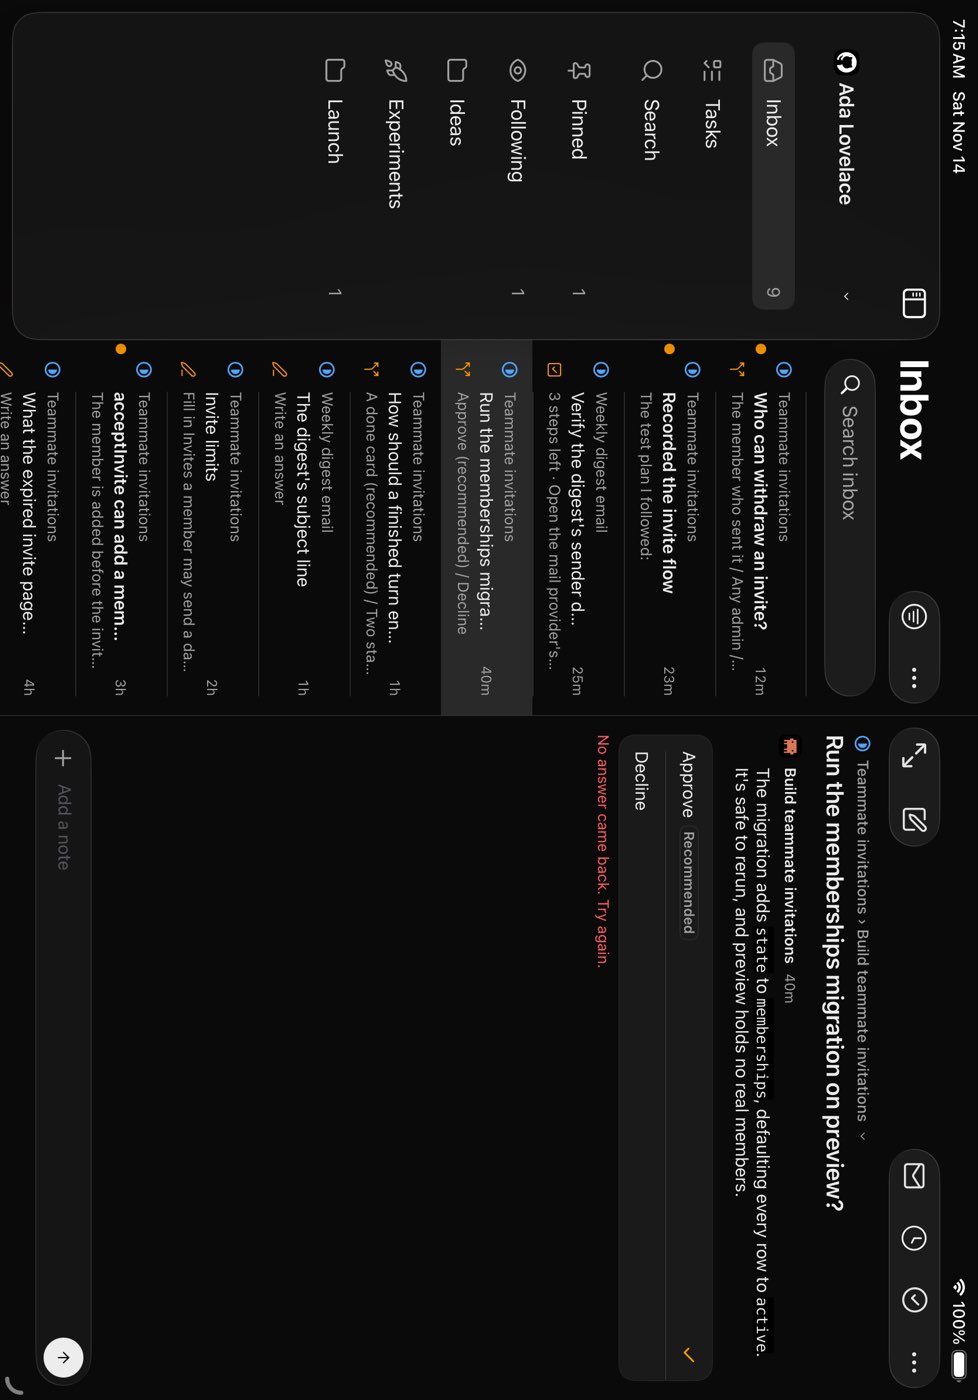 7:15 AM Sat Nov 14
100%
Ada Lovelace
Inbox 9
Tasks
Search
Pinned 1
Following 1
Ideas
Experiments
Launch 1
Inbox
Search inbox
Teammate invitations
Who can withdraw an invite? 12m
The member who sent it / Any admin /...
Teammate invitations
Recorded the invite flow 23m
The test plan I followed:
Weekly digest email
Verify the digest's sender d... 25m
3 steps left · Open the mail provider's...
Teammate invitations
Run the memberships migra... 40m
Approve (recommended) / Decline
Teammate invitations
How should a finished turn en... 1h
A done card (recommended) / Two sta...
Weekly digest email
The digest's subject line 1h
Write an answer
Teammate invitations
Invite limits 2h
Fill in Invites a member may send a da...
Teammate invitations
acceptInvite can add a mem... 3h
The member is added before the invit...
Teammate invitations
What the expired invite page... 4h
Write an answer
Teammate invitations › Build teammate invitations
Run the memberships migration on preview?
Build teammate invitations 40m
The migration adds state to memberships, defaulting every row to active.
It's safe to rerun, and preview holds no real members.
Approve Recommended
Decline
No answer came back. Try again.
Add a note